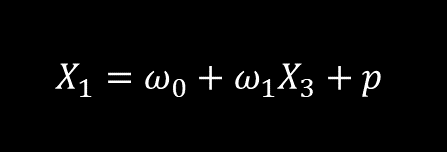 X₁ = ω₀ + ω₁X₃ + p